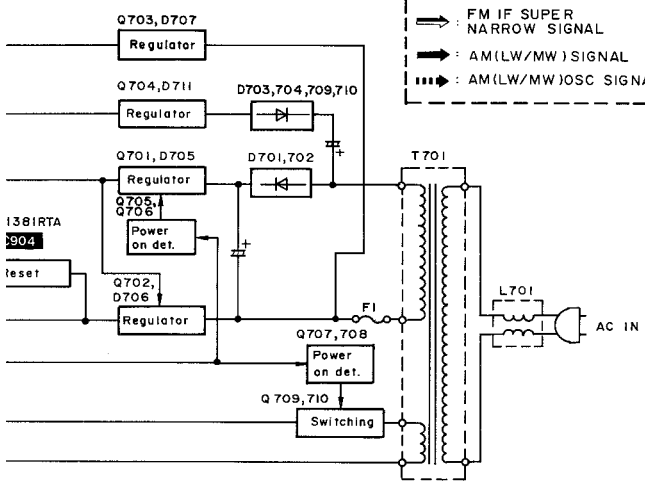 Q703, D707
Regulator
: FM IF SUPER
NARROW SIGNAL
: AM(LW/MW) SIGNAL
: AM(LW/MW)OSC SIGNA
Q704, D711
Regulator
D703,704,709,710
+
T701
Q701, D705
Regulator
D701,702
Q705,
Q706
Power
on det.
+
1381RTA
C904
Reset
Q702,
D706
Regulator
F1
L701
AC IN
Q707, 708
Power
on det.
Q709,710
Switching